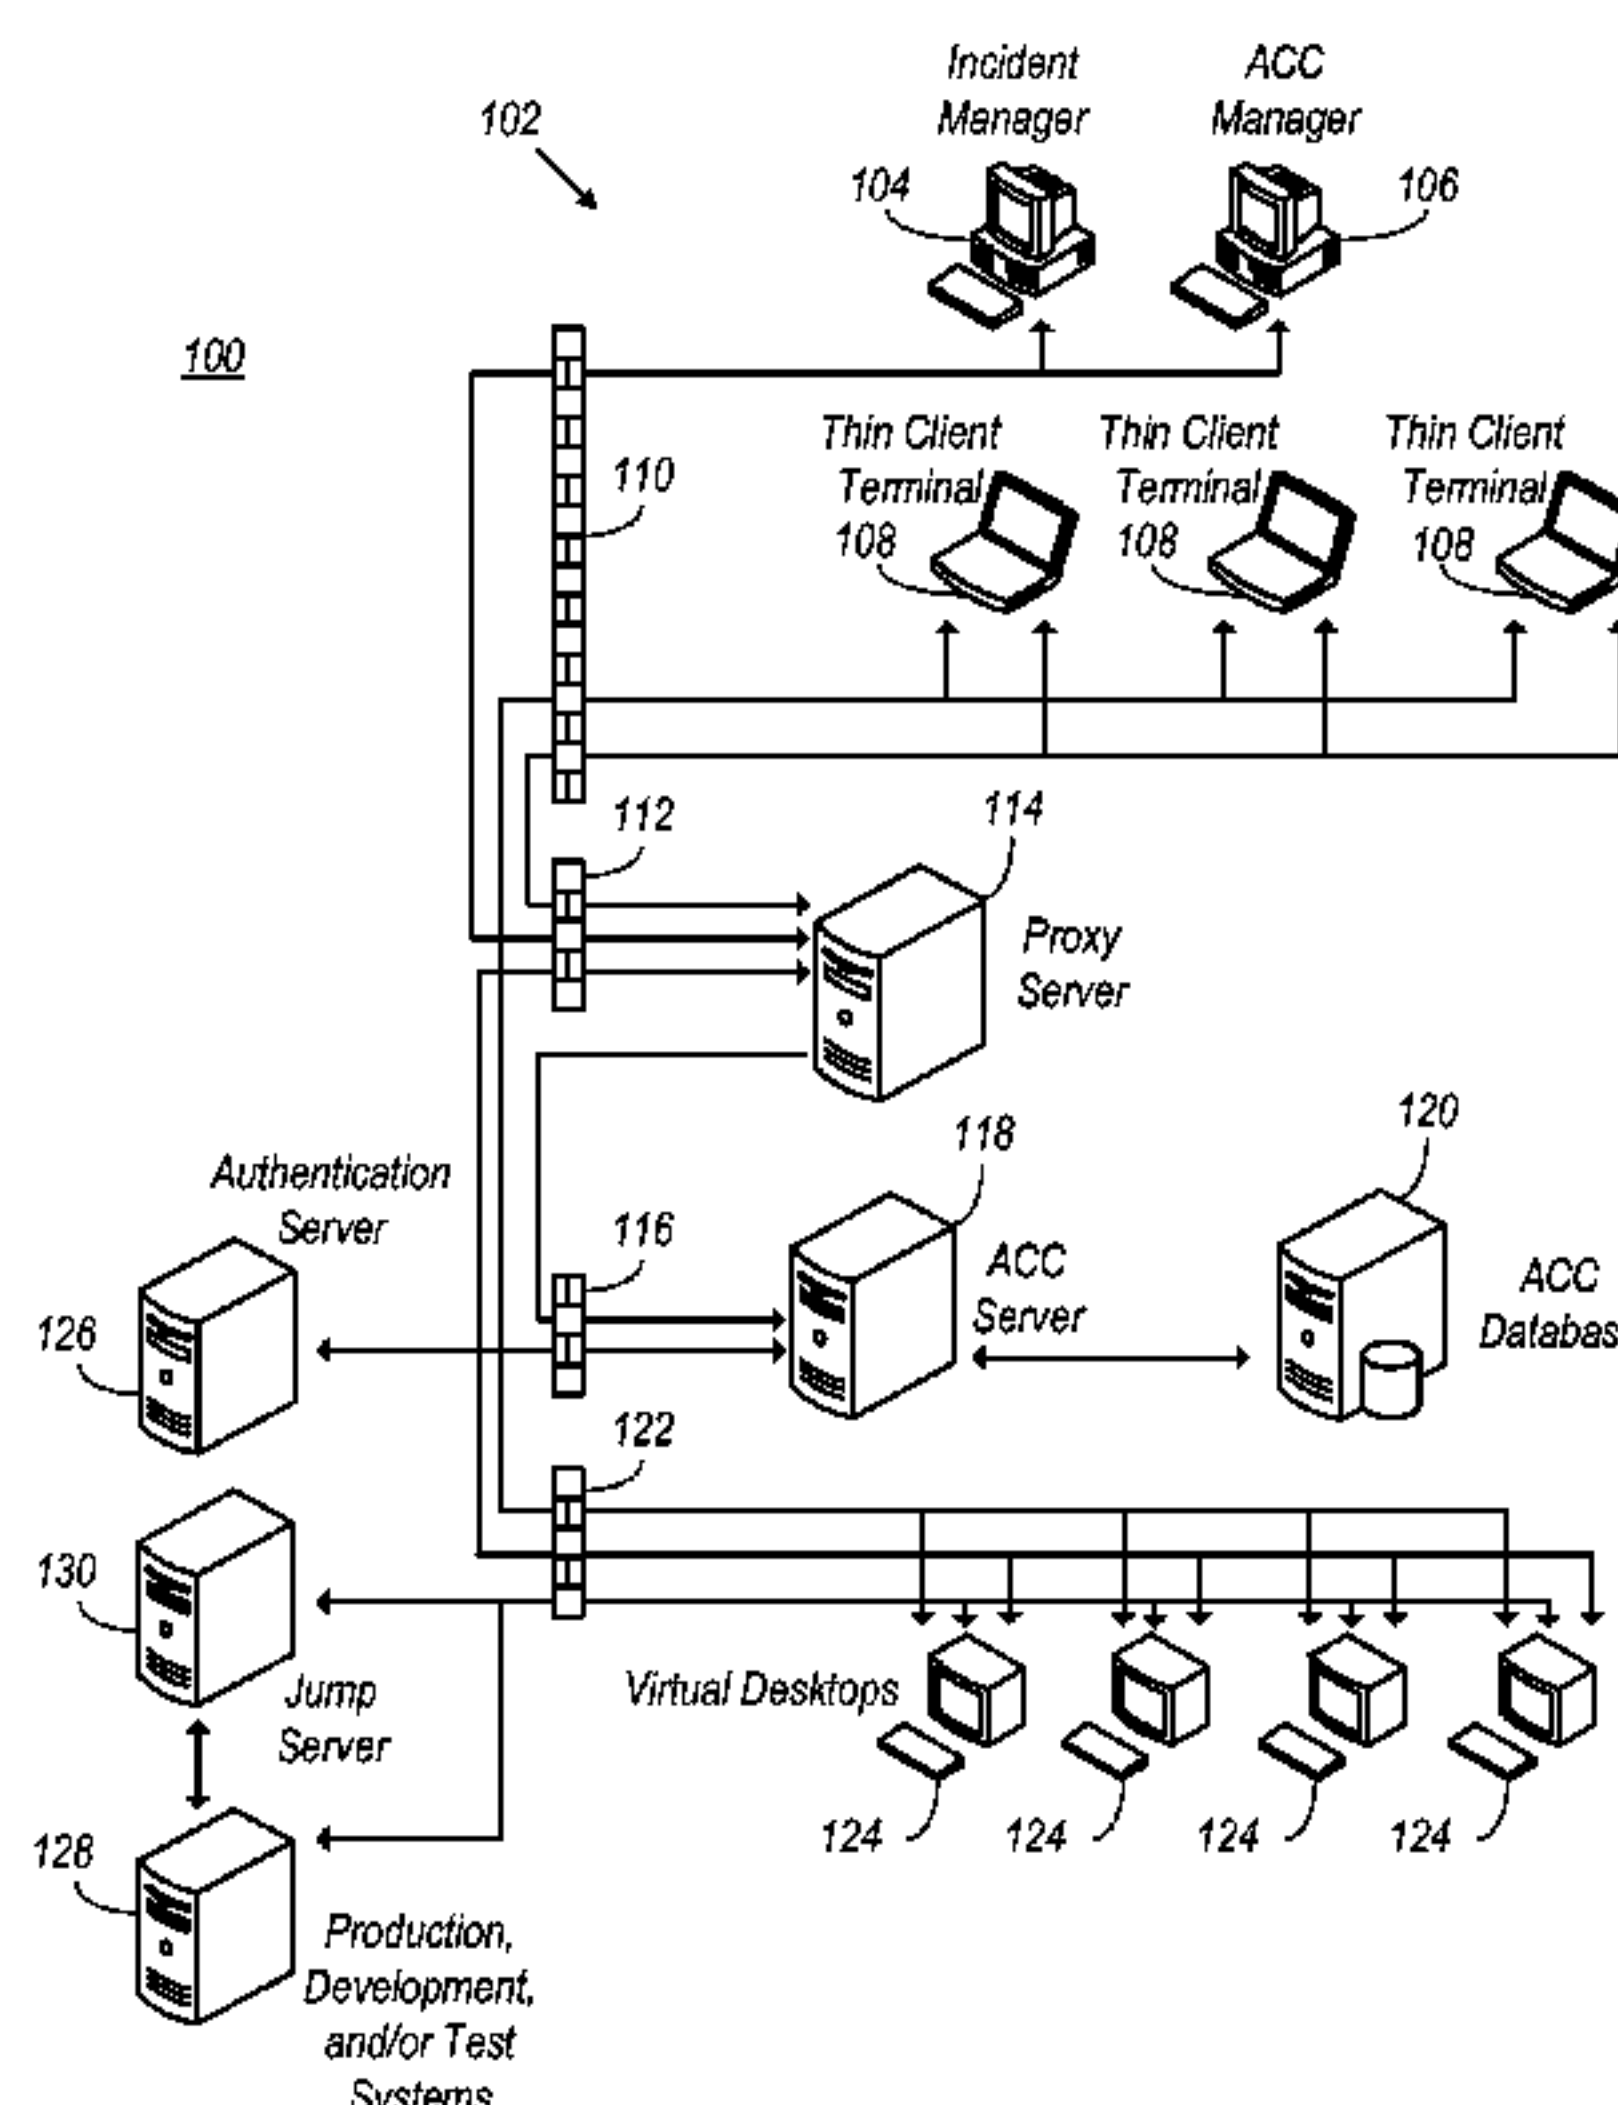 Incident
Manager
ACC
Manager
102
104
106
100
Thin Client
Terminal
108
Thin Client
Terminal
108
Thin Client
Terminal
108
110
112
114
Proxy
Server
118
120
Authentication
Server
116
ACC
Server
ACC
Databas
126
122
130
Jump
Server
Virtual Desktops
124
124
124
124
128
Production,
Development,
and/or Test
Systems